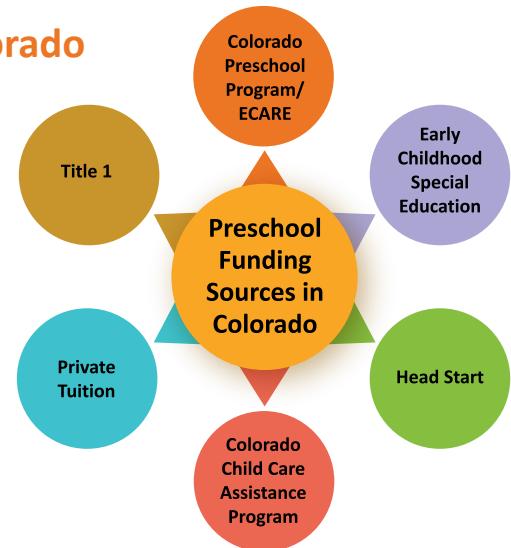 orado
Colorado
Preschool
Program/
ECARE
Early
Childhood
Special
Education
Title 1
Preschool
Funding
Sources in
Colorado
Private
Tuition
Head Start
Colorado
Child Care
Assistance
Program